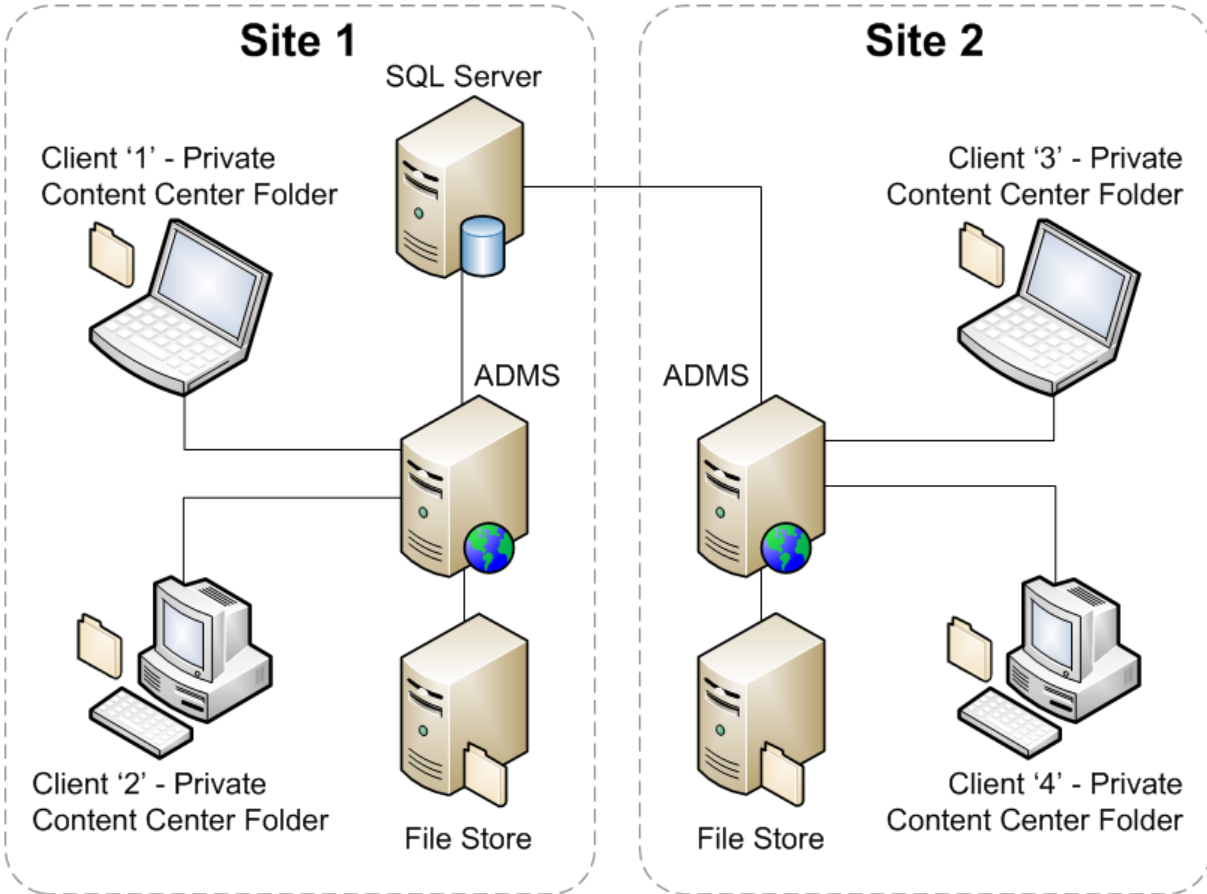 Site 1
SQL Server
Client ‘1’ - Private
Content Center Folder
ADMS
Client ‘2’ - Private
Content Center Folder
File Store
Site 2
Client ‘3’ - Private
Content Center Folder
ADMS
File Store
Client ‘4’ - Private
Content Center Folder